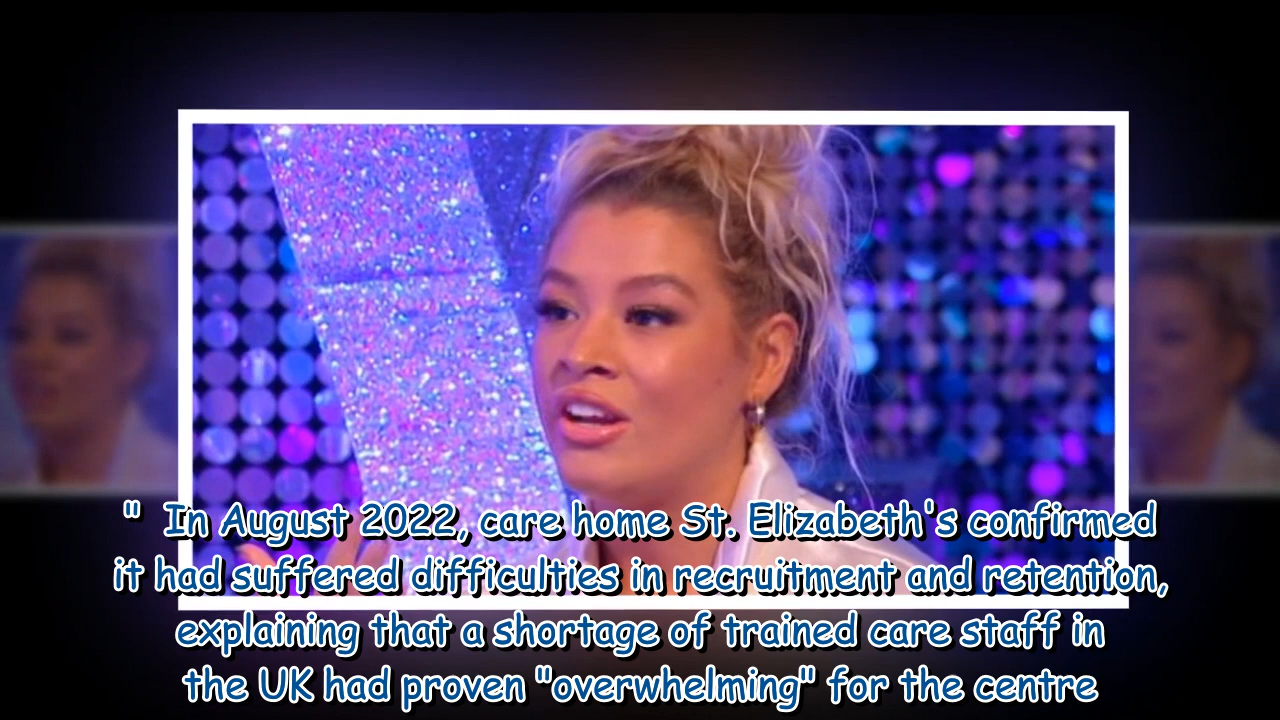 " In August 2022, care home St. Elizabeth's confirmed
it had suffered difficulties in recruitment and retention,
explaining that a shortage of trained care staff in
the UK had proven "overwhelming" for the centre